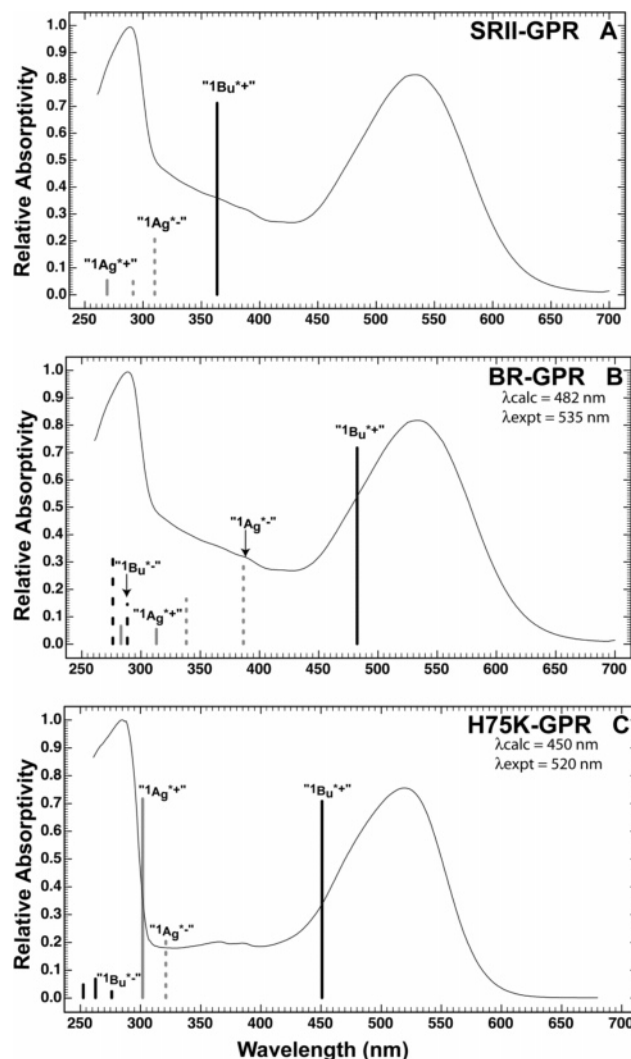 SRII-GPR A
Relative Absorptivity
1.0
0.9
0.8
0.7
0.6
0.5
0.4
0.3
0.2
0.1
0.0
"1Bu*+"
"1Ag*-"
"1Ag*+"
250 300 350 400 450 500 550 600 650 700
BR-GPR B
λcalc = 482 nm
λexpt = 535 nm
Relative Absorptivity
1.0
0.9
0.8
0.7
0.6
0.5
0.4
0.3
0.2
0.1
0.0
"1Bu*+"
"1Ag*-"
"1Bu*-"
"1Ag*+"
250 300 350 400 450 500 550 600 650 700
H75K-GPR C
λcalc = 450 nm
λexpt = 520 nm
Relative Absorptivity
1.0
0.9
0.8
0.7
0.6
0.5
0.4
0.3
0.2
0.1
0.0
"1Ag*+"
"1Bu*+"
"1Ag*-"
"1Bu*-"
250 300 350 400 450 500 550 600 650 700
Wavelength (nm)